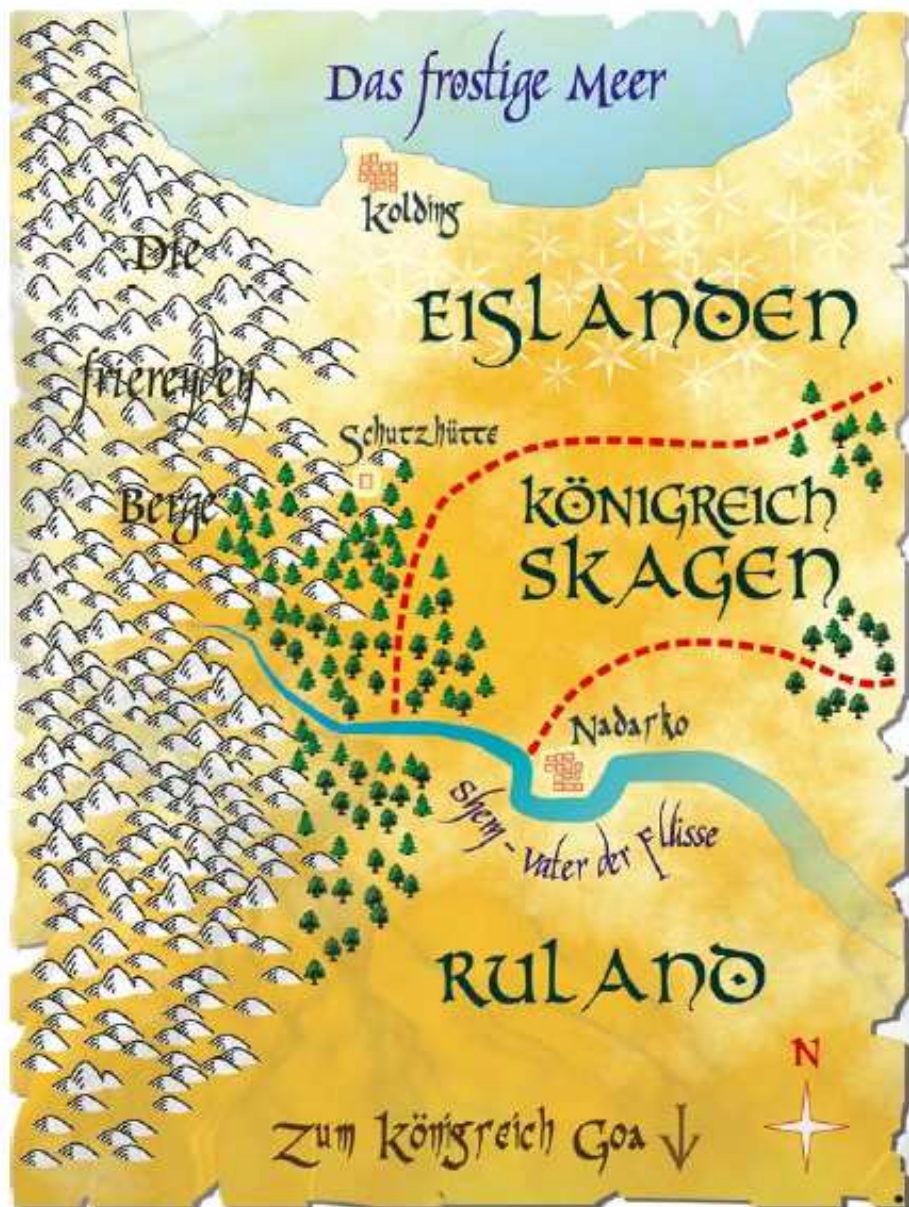 Das frostige Meer
Kolding
Die
EISLANDEN
frierenden
Schutzhütte
Berge
KÖNIGREICH
SKAGEN
Nadarko
Shem - Vater der Flüsse
RULAND
N
Zum Königreich Goa